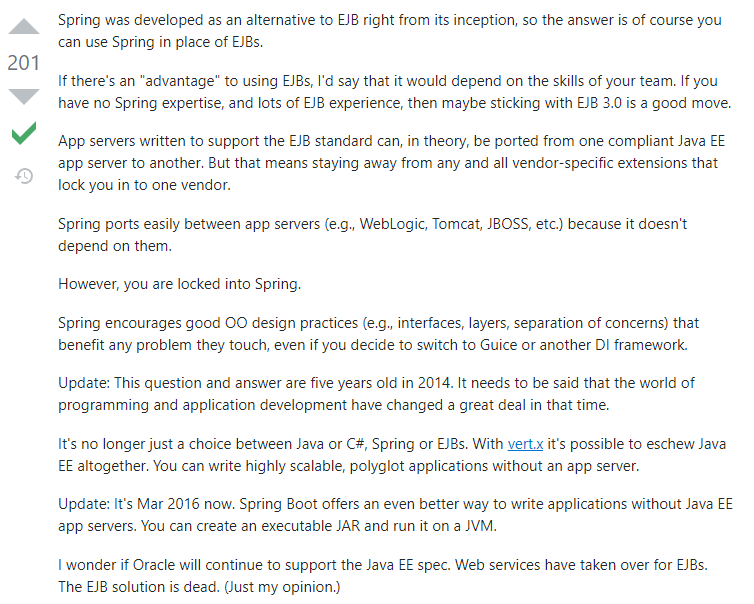 Spring was developed as an alternative to EJB right from its inception, so the answer is of course you
can use Spring in place of EJBs.
201
If there's an "advantage" to using EJBs, I'd say that it would depend on the skills of your team. If you
have no Spring expertise, and lots of EJB experience, then maybe sticking with EJB 3.0 is a good move.
App servers written to support the EJB standard can, in theory, be ported from one compliant Java EE
app server to another. But that means staying away from any and all vendor-specific extensions that
lock you in to one vendor.
Spring ports easily between app servers (e.g., WebLogic, Tomcat, JBOSS, etc.) because it doesn't
depend on them.
However, you are locked into Spring.
Spring encourages good OO design practices (e.g., interfaces, layers, separation of concerns) that
benefit any problem they touch, even if you decide to switch to Guice or another DI framework.
Update: This question and answer are five years old in 2014. It needs to be said that the world of
programming and application development have changed a great deal in that time.
It's no longer just a choice between Java or C#, Spring or EJBs. With vert.x it's possible to eschew Java
EE altogether. You can write highly scalable, polyglot applications without an app server.
Update: It's Mar 2016 now. Spring Boot offers an even better way to write applications without Java EE
app servers. You can create an executable JAR and run it on a JVM.
I wonder if Oracle will continue to support the Java EE spec. Web services have taken over for EJBs.
The EJB solution is dead. (Just my opinion.)